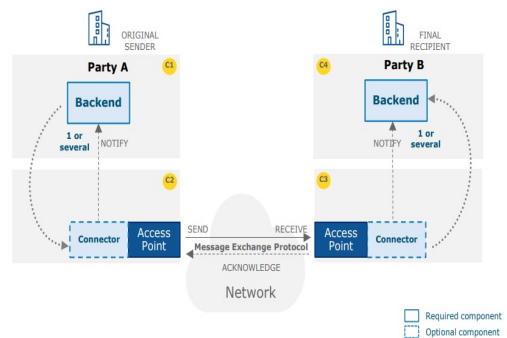 ORIGINAL
SENDER
FINAL
RECIPIENT
Party A
C1
C4
Party B
Backend
Backend
1 or
several
NOTIFY
1 or
several
NOTIFY
C2
C3
Connector
Access
Point
SEND
RECEIVE
Message Exchange Protocol
ACKNOWLEDGE
Network
Access
Point
Connector
Required component
Optional component